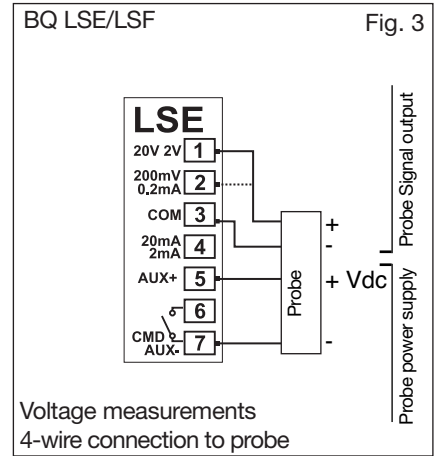 BQ LSE/LSF
Fig. 3
LSE
20V 2V 1
200mV
0.2mA 2
COM 3
20mA
2mA 4
AUX+ 5
6
CMD
AUX- 7
Probe
+
-
+ Vdc
-
Probe Signal output
Probe power supply
Voltage measurements
4-wire connection to probe